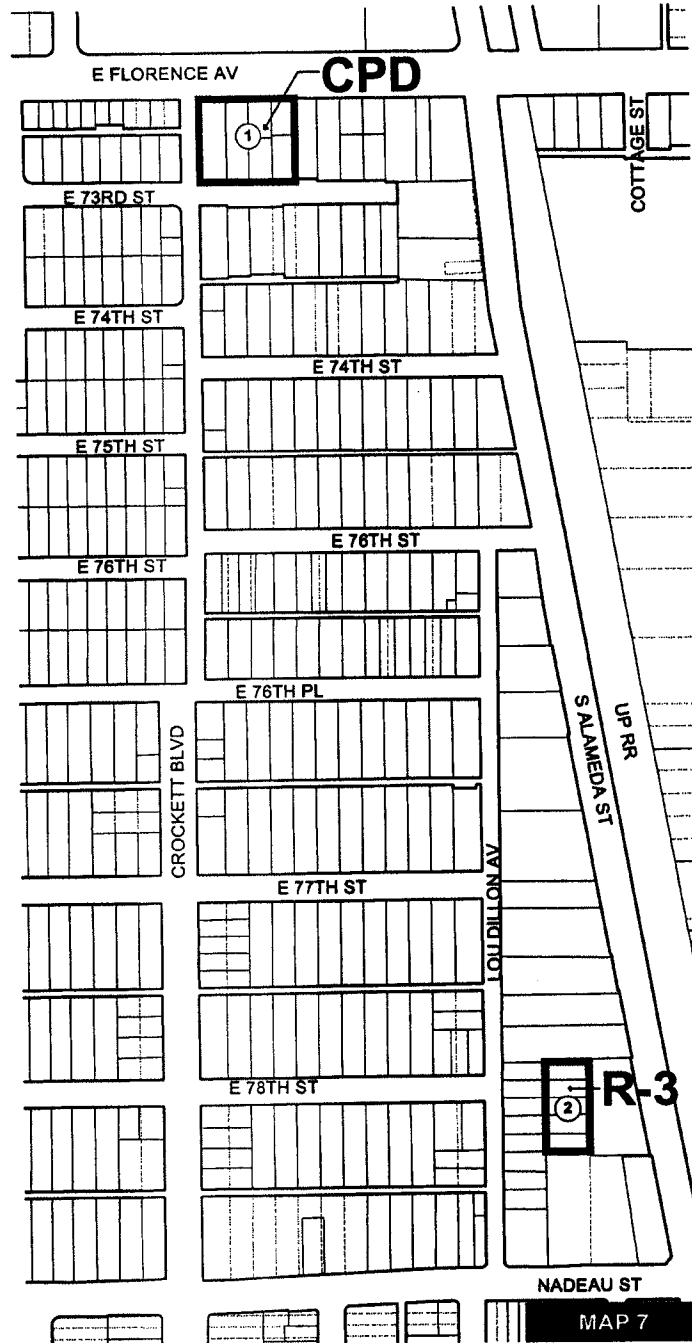 E FLORENCE AV
CPD
1
COTTAGE ST
E 73RD ST
E 74TH ST
E 74TH ST
E 75TH ST
E 76TH ST
E 76TH ST
E 76TH PL
CROCKETT BLVD
S ALAMEDA ST
UP RR
E 77TH ST
LOU DILLON AV
E 78TH ST
R-3
2
NADEAU ST
MAP 7